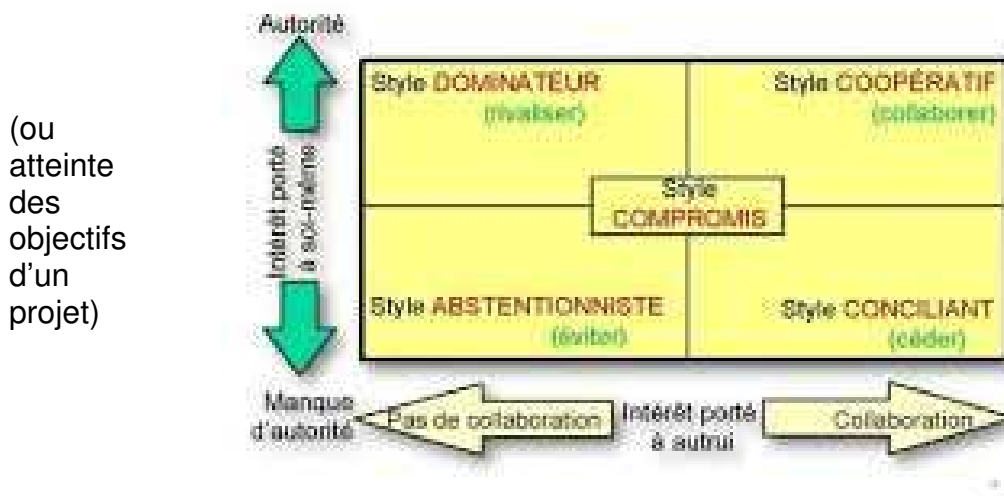 Autorité
(ou
atteinte
des
objectifs
d'un
projet)
Intérêt porté
à soi-même
Style DOMINATEUR
(rivaliser)
Style COOPÉRATIF
(collaborer)
Style
COMPROMIS
Style ABSTENTIONNISTE
(éviter)
Style CONCILIANT
(céder)
Manque
d'autorité
Pas de collaboration
Intérêt porté
à autrui
Collaboration